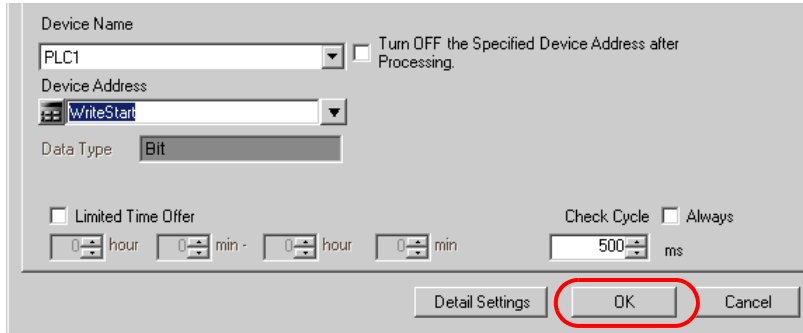 Device Name
PLC1
Turn OFF the Specified Device Address after
Processing.
Device Address
WriteStart
Data Type Bit
Limited Time Offer Check Cycle Always
0 hour 0 min - 0 hour 0 min 500 ms
Detail Settings OK Cancel